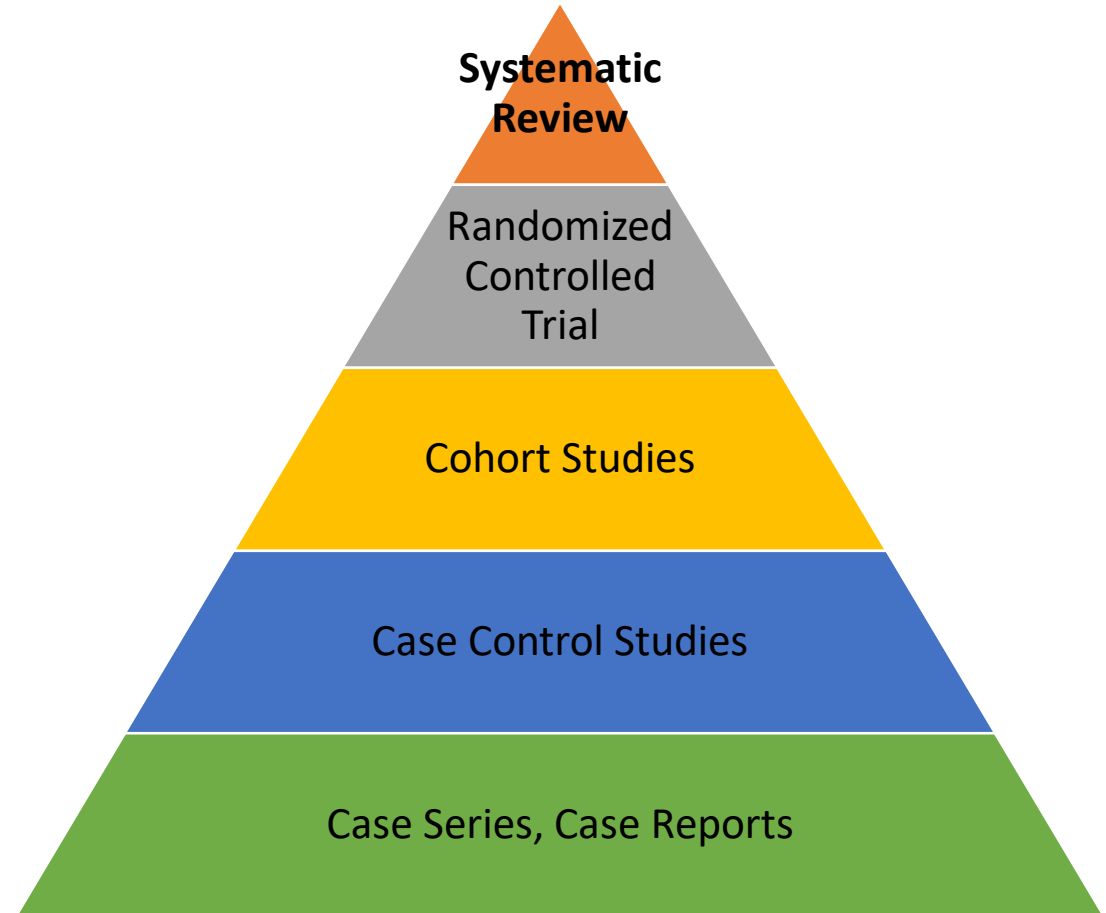 Systematic
Review
Randomized
Controlled
Trial
Cohort Studies
Case Control Studies
Case Series, Case Reports